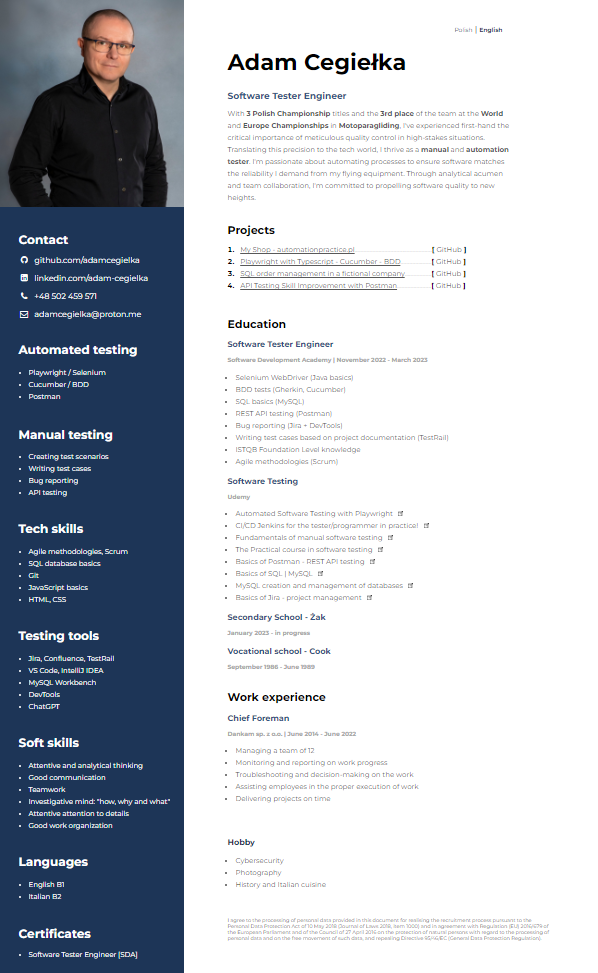 Polish | English
Adam Cegiełka
Software Tester Engineer
With 3 Polish Championship titles and the 3rd place of the team at the World
and Europe Championships in Motoparagliding, I've experienced first-hand the
critical importance of meticulous quality control in high-stakes situations.
Translating this precision to the tech world, I thrive as a manual and automation
tester. I'm passionate about automating processes to ensure software matches
the reliability I demand from my flying equipment. Through analytical acumen
and team collaboration, I'm committed to propelling software quality to new
heights.
Projects
1. My Shop - automationpractice.pl [ GitHub ]
2. Playwright with Typescript - Cucumber - BDD [ GitHub ]
3. SQL order management in a fictional company [ GitHub ]
4. API Testing Skill Improvement with Postman [ GitHub ]
Education
Software Tester Engineer
Software Development Academy | November 2022 - March 2023
• Selenium WebDriver (Java basics)
• BDD tests (Gherkin, Cucumber)
• SQL basics (MySQL)
• REST API testing (Postman)
• Bug reporting (Jira + DevTools)
• Writing test cases based on project documentation (TestRail)
• ISTQB Foundation Level knowledge
• Agile methodologies (Scrum)
Software Testing
Udemy
• Automated Software Testing with Playwright
• CI/CD Jenkins for the tester/programmer in practice!
• Fundamentals of manual software testing
• The Practical course in software testing
• Basics of Postman - REST API testing
• Basics of SQL | MySQL
• MySQL creation and management of databases
• Basics of Jira - project management
Secondary School - Żak
January 2023 - in progress
Vocational school - Cook
September 1986 - June 1989
Work experience
Chief Foreman
Dankam sp. z o.o. | June 2014 - June 2022
• Managing a team of 12
• Monitoring and reporting on work progress
• Troubleshooting and decision-making on the work
• Assisting employees in the proper execution of work
• Delivering projects on time
Hobby
• Cybersecurity
• Photography
• History and Italian cuisine
I agree to the processing of personal data provided in this document for realising the recruitment process pursuant to the
Personal Data Protection Act of 10 May 2018 (Journal of Laws 2018, item 1000) and in agreement with Regulation (EU) 2016/679 of
the European Parliament and of the Council of 27 April 2016 on the protection of natural persons with regard to the processing of
personal data and on the free movement of such data, and repealing Directive 95/46/EC (General Data Protection Regulation).
Contact
github.com/adamcegielka
linkedin.com/adam-cegielka
+48 502 459 571
adamcegielka@proton.me
Automated testing
• Playwright / Selenium
• Cucumber / BDD
• Postman
Manual testing
• Creating test scenarios
• Writing test cases
• Bug reporting
• API testing
Tech skills
• Agile methodologies, Scrum
• SQL database basics
• Git
• JavaScript basics
• HTML, CSS
Testing tools
• Jira, Confluence, TestRail
• VS Code, IntelliJ IDEA
• MySQL Workbench
• DevTools
• ChatGPT
Soft skills
• Attentive and analytical thinking
• Good communication
• Teamwork
• Investigative mind: "how, why and what"
• Attentive attention to details
• Good work organization
Languages
• English B1
• Italian B2
Certificates
• Software Tester Engineer [SDA]